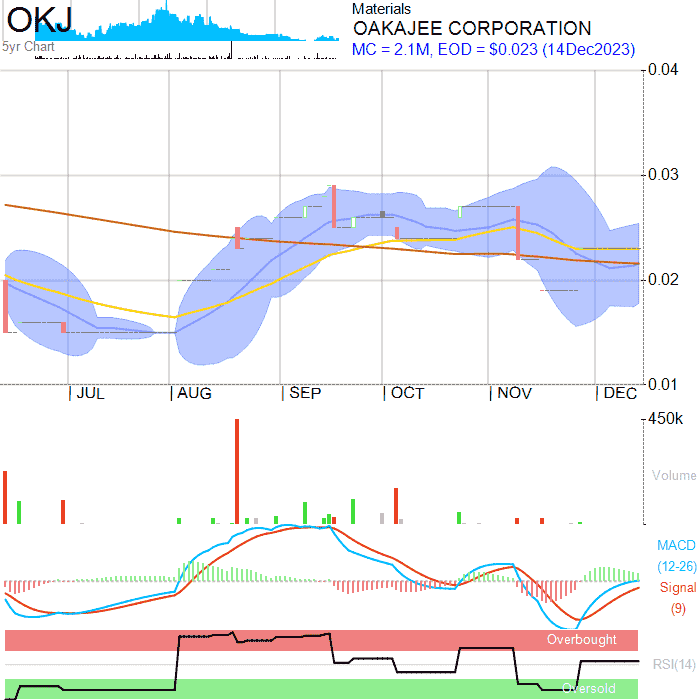 OKJ
5yr Chart
Materials
OAKAJEE CORPORATION
MC = 2.1M, EOD = $0.023 (14Dec2023)
0.04
0.03
0.02
0.01
JUL
AUG
SEP
OCT
NOV
DEC
450k
Volume
MACD
(12-26)
Signal
(9)
Overbought
RSI(14)
Oversold